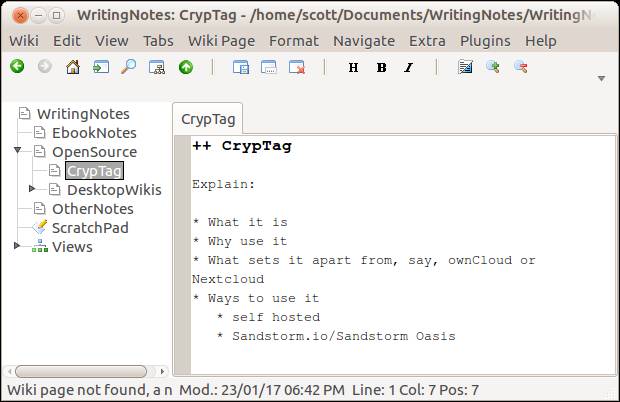 WritingNotes: CrypTag - /home/scott/Documents/WritingNotes/WritingN
Wiki Edit View Tabs Wiki Page Format Navigate Extra Plugins Help
H B I
WritingNotes
EbookNotes
OpenSource
CrypTag
DesktopWikis
OtherNotes
ScratchPad
Views
CrypTag
++ CrypTag
Explain:
* What it is
* Why use it
* What sets it apart from, say, ownCloud or
Nextcloud
* Ways to use it
* self hosted
* Sandstorm.io/Sandstorm Oasis
Wiki page not found, a n Mod.: 23/01/17 06:42 PM Line: 1 Col: 7 Pos: 7